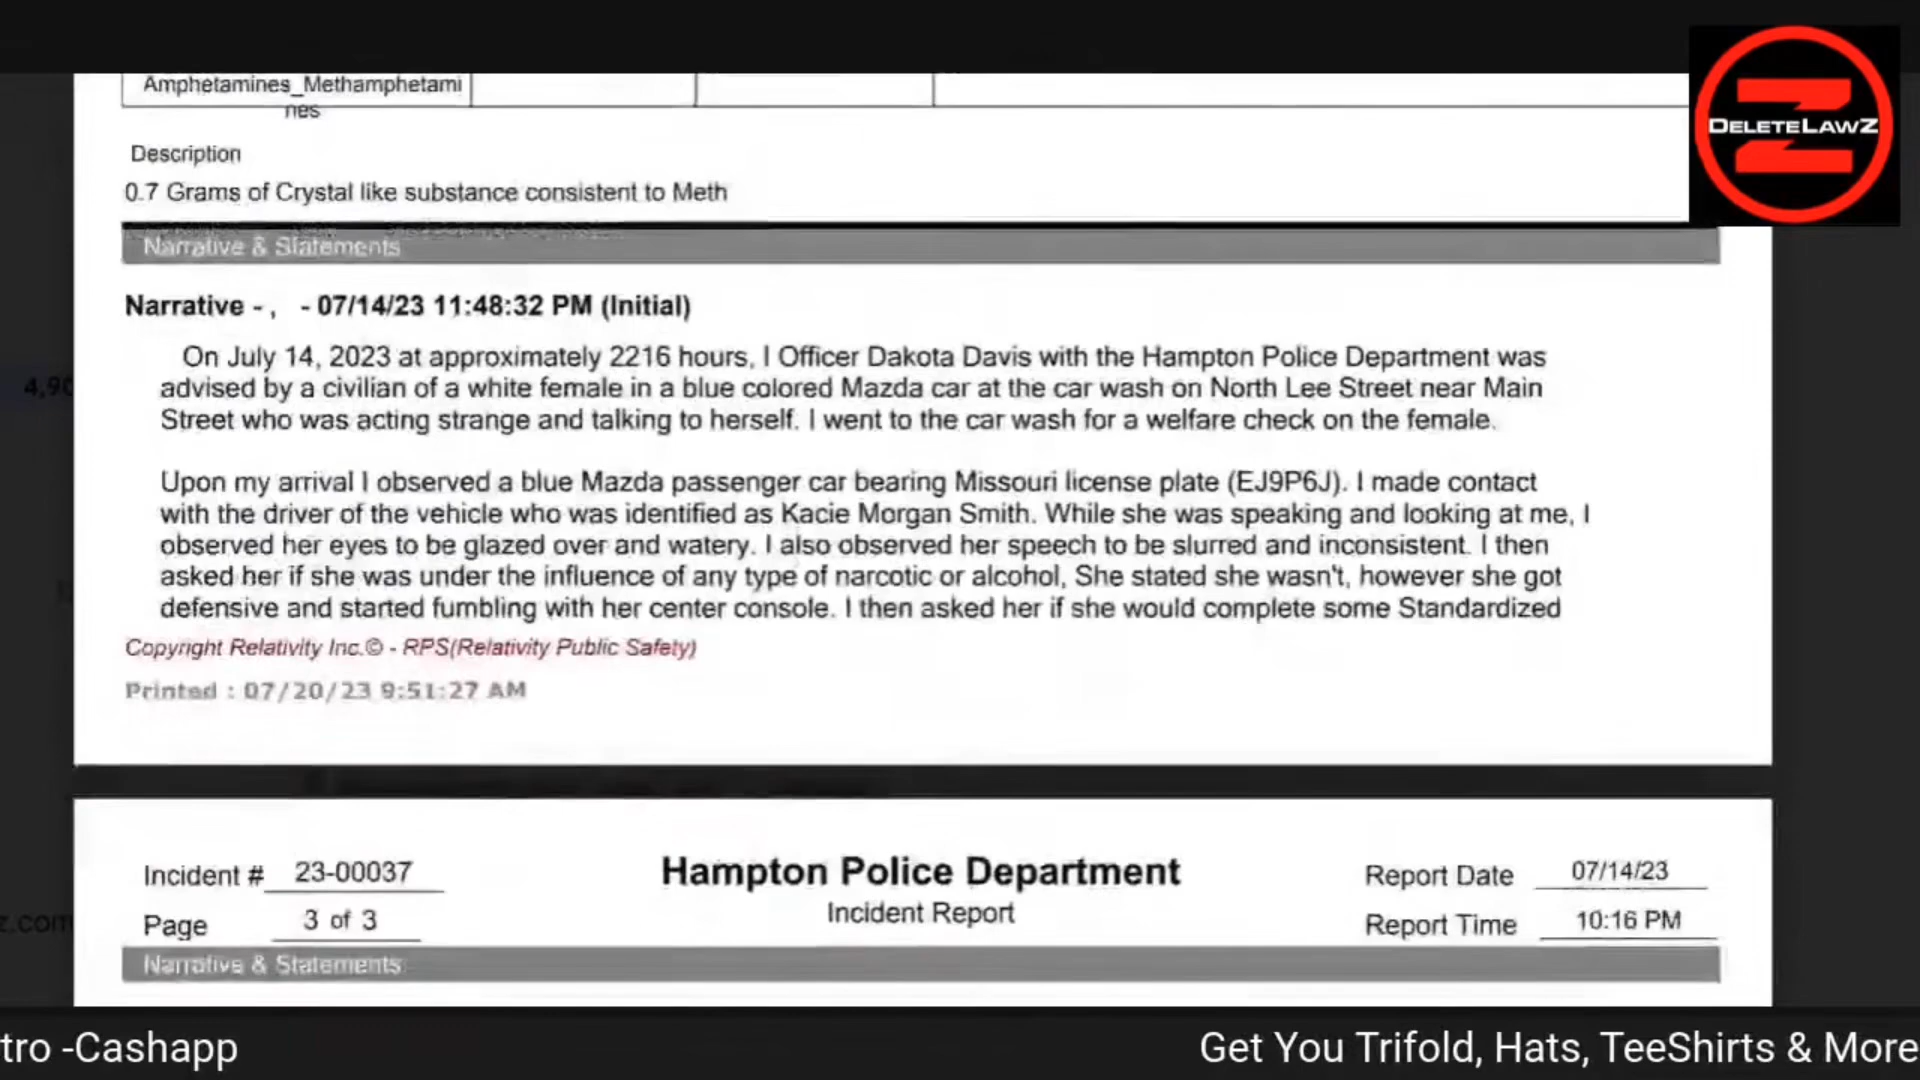 Amphetamines_Methamphetami
nes
DELETELAWZ
Description
0.7 Grams of Crystal like substance consistent to Meth
Narrative & Statements
Narrative - ,   - 07/14/23 11:48:32 PM (Initial)
On July 14, 2023 at approximately 2216 hours, I Officer Dakota Davis with the Hampton Police Department was
advised by a civilian of a white female in a blue colored Mazda car at the car wash on North Lee Street near Main
Street who was acting strange and talking to herself. I went to the car wash for a welfare check on the female.
Upon my arrival I observed a blue Mazda passenger car bearing Missouri license plate (EJ9P6J). I made contact
with the driver of the vehicle who was identified as Kacie Morgan Smith. While she was speaking and looking at me, I
observed her eyes to be glazed over and watery. I also observed her speech to be slurred and inconsistent. I then
asked her if she was under the influence of any type of narcotic or alcohol, She stated she wasn't, however she got
defensive and started fumbling with her center console. I then asked her if she would complete some Standardized
Copyright Relativity Inc.© - RPS(Relativity Public Safety)
Printed : 07/20/23 9:51:27 AM
4,90
Incident # 23-00037
Hampton Police Department
Report Date 07/14/23
Page 3 of 3
Incident Report
Report Time 10:16 PM
z.com
Narrative & Statements
tro -Cashapp
Get You Trifold, Hats, TeeShirts & More